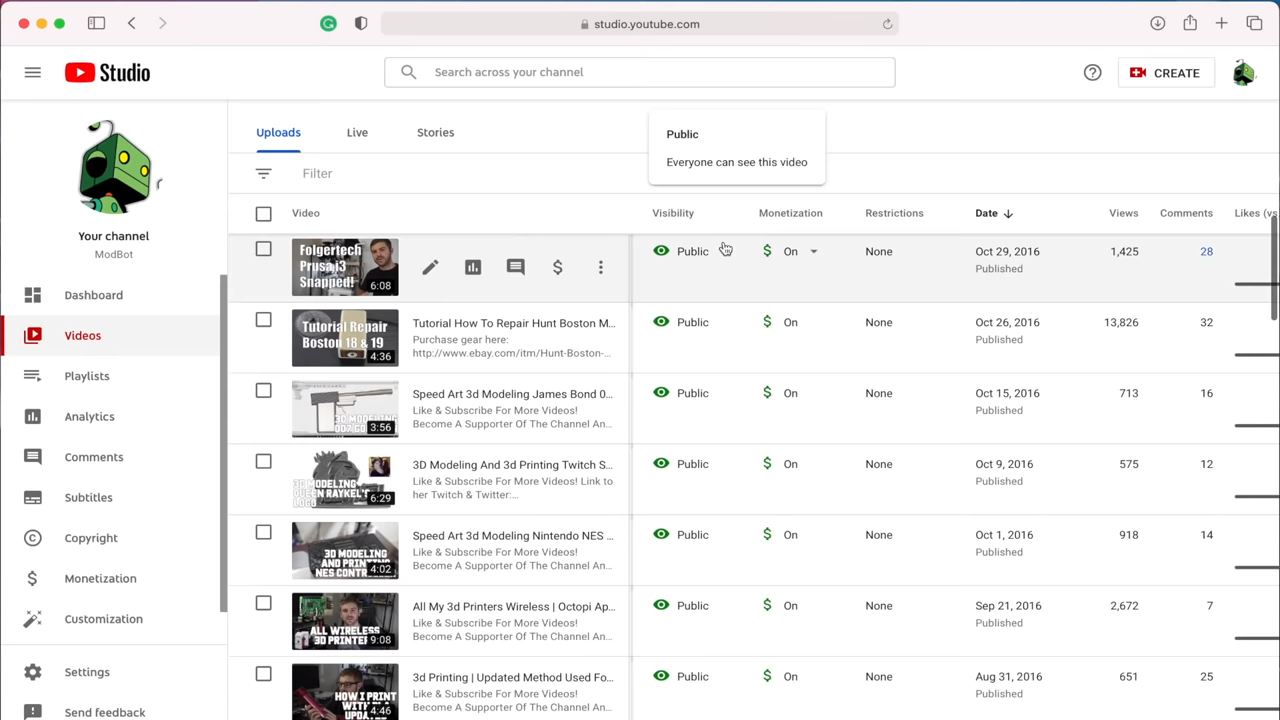 studio.youtube.com
Studio
Search across your channel
CREATE
Your channel
ModBot
Dashboard
Videos
Playlists
Analytics
Comments
Subtitles
Copyright
Monetization
Customization
Settings
Send feedback
Uploads
Live
Stories
Filter
Public
Everyone can see this video
Video
Visibility
Monetization
Restrictions
Date
Views
Comments
Likes (vs
Folgertech
Prusa i3
Snapped!
6:08
Public
On
None
Oct 29, 2016
Published
1,425
28
Tutorial Repair
Boston 18 & 19
4:36
Tutorial How To Repair Hunt Boston M...
Purchase gear here:
http://www.ebay.com/itm/Hunt-Boston-...
Public
On
None
Oct 26, 2016
Published
13,826
32
3:56
Speed Art 3d Modeling James Bond 0...
Like & Subscribe For More Videos!
Become A Supporter Of The Channel An...
Public
On
None
Oct 15, 2016
Published
713
16
3D MODELING
QUEEN RAYKEL'S
LOGO
6:29
3D Modeling And 3d Printing Twitch S...
Like & Subscribe For More Videos! Link to
her Twitch & Twitter:...
Public
On
None
Oct 9, 2016
Published
575
12
3D MODELING
AND PRINTING
NES CONTRO
4:02
Speed Art 3d Modeling Nintendo NES ...
Like & Subscribe For More Videos!
Become A Supporter Of The Channel An...
Public
On
None
Oct 1, 2016
Published
918
14
ALL WIRELESS
3D PRINTE
9:08
All My 3d Printers Wireless | Octopi Ap...
Like & Subscribe For More Videos!
Become A Supporter Of The Channel An...
Public
On
None
Sep 21, 2016
Published
2,672
7
HOW I PRINT
UPDATE
4:46
3d Printing | Updated Method Used Fo...
Like & Subscribe For More Videos!
Become A Supporter Of The Channel An...
Public
On
None
Aug 31, 2016
Published
651
25